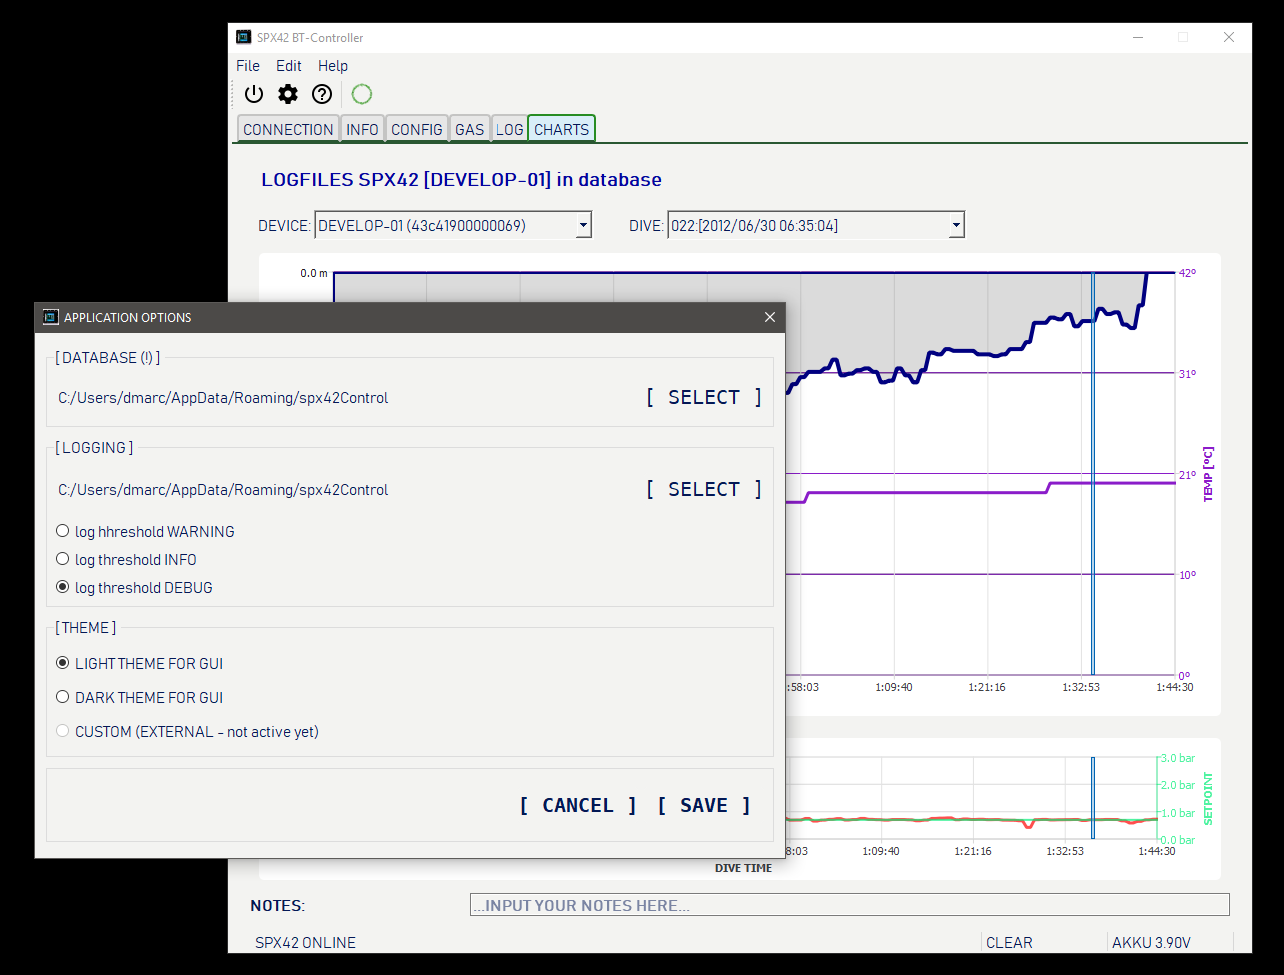 SPX42 BT-Controller
File Edit Help
CONNECTION INFO CONFIG GAS LOG CHARTS
LOGFILES SPX42 [DEVELOP-01] in database
DEVICE: DEVELOP-01 (43c41900000069) DIVE: 022:[2012/06/30 06:35:04]
0.0 m
42°
31°
21°
10°
0°
TEMP [°C]
:58:03 1:09:40 1:21:16 1:32:53 1:44:30
APPLICATION OPTIONS
[ DATABASE (!) ]
C:/Users/dmarc/AppData/Roaming/spx42Control [ SELECT ]
[ LOGGING ]
C:/Users/dmarc/AppData/Roaming/spx42Control [ SELECT ]
log hhreshold WARNING
log threshold INFO
log threshold DEBUG
[THEME ]
LIGHT THEME FOR GUI
DARK THEME FOR GUI
CUSTOM (EXTERNAL - not active yet)
[ CANCEL ] [ SAVE ]
3.0 bar
2.0 bar
1.0 bar
0.0 bar
SETPOINT
8:03 1:09:40 1:21:16 1:32:53 1:44:30
DIVE TIME
NOTES: ...INPUT YOUR NOTES HERE...
SPX42 ONLINE CLEAR AKKU 3.90V